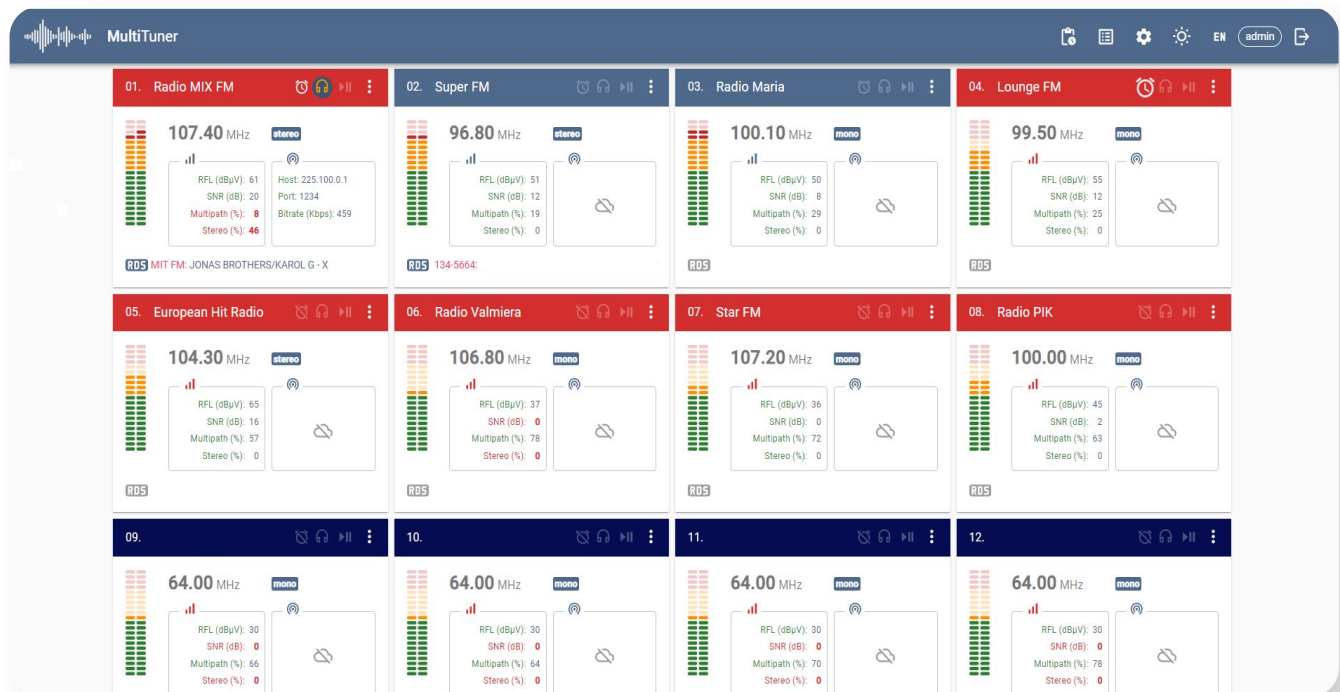 MultiTuner EN admin
01. Radio MIX FM
107.40 MHz stereo
RFL (dBµV): 61
SNR (dB): 20
Multipath (%): 8
Stereo (%): 46
Host: 225.100.0.1
Port: 1234
Bitrate (Kbps): 459
RDS MIT FM: JONAS BROTHERS/KAROL G - X
02. Super FM
96.80 MHz stereo
RFL (dBµV): 51
SNR (dB): 12
Multipath (%): 19
Stereo (%): 0
RDS 134-5664:
03. Radio Maria
100.10 MHz mono
RFL (dBµV): 50
SNR (dB): 8
Multipath (%): 29
Stereo (%): 0
RDS
04. Lounge FM
99.50 MHz mono
RFL (dBµV): 55
SNR (dB): 12
Multipath (%): 25
Stereo (%): 0
RDS
05. European Hit Radio
104.30 MHz stereo
RFL (dBµV): 65
SNR (dB): 16
Multipath (%): 57
Stereo (%): 0
RDS
06. Radio Valmiera
106.80 MHz mono
RFL (dBµV): 37
SNR (dB): 0
Multipath (%): 78
Stereo (%): 0
RDS
07. Star FM
107.20 MHz mono
RFL (dBµV): 36
SNR (dB): 0
Multipath (%): 72
Stereo (%): 0
RDS
08. Radio PIK
100.00 MHz mono
RFL (dBµV): 45
SNR (dB): 2
Multipath (%): 63
Stereo (%): 0
RDS
09.
64.00 MHz mono
RFL (dBµV): 30
SNR (dB): 0
Multipath (%): 66
Stereo (%): 0
10.
64.00 MHz mono
RFL (dBµV): 30
SNR (dB): 0
Multipath (%): 64
Stereo (%): 0
11.
64.00 MHz mono
RFL (dBµV): 30
SNR (dB): 0
Multipath (%): 70
Stereo (%): 0
12.
64.00 MHz mono
RFL (dBµV): 30
SNR (dB): 0
Multipath (%): 78
Stereo (%): 0